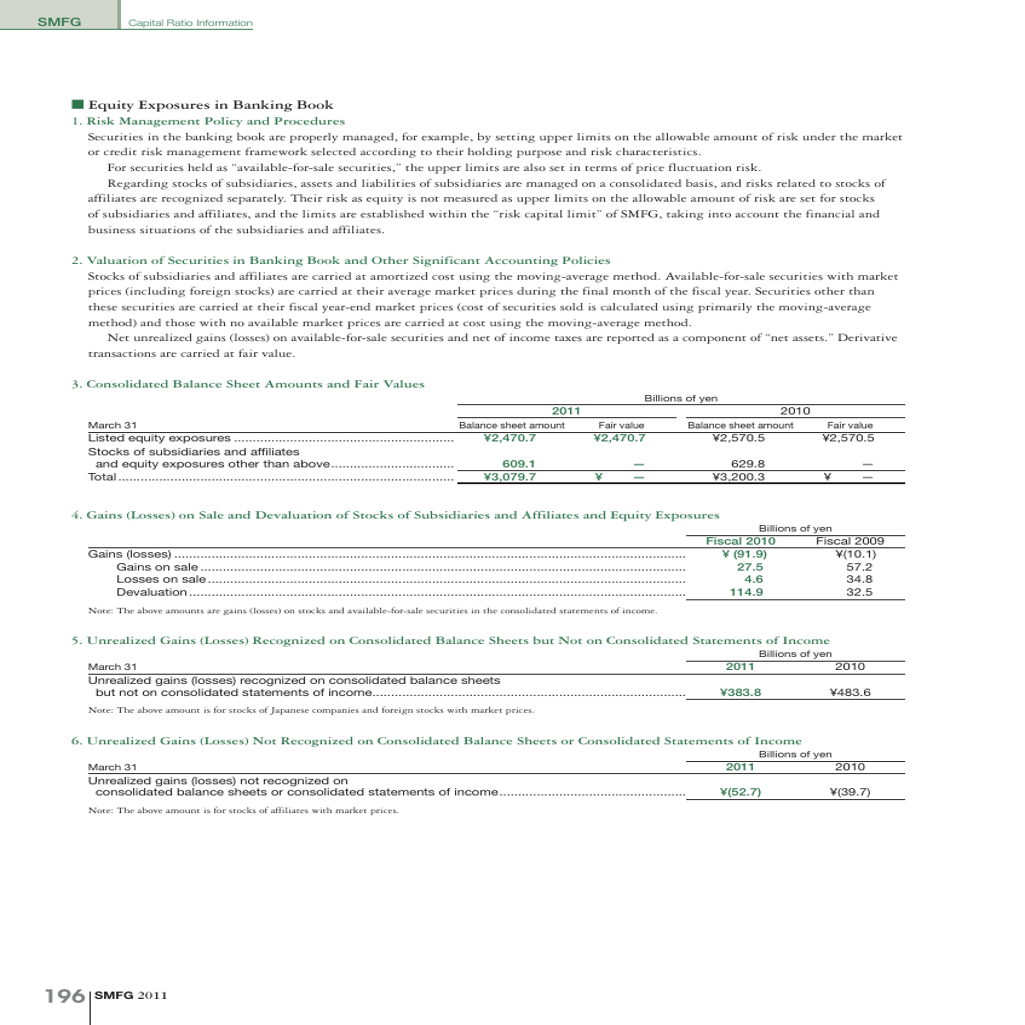 SMFG
Capital Ratio Information
Equity Exposures in Banking Book
1. Risk Management Policy and Procedures
Securities in the banking book are properly managed, for example, by setting upper limits on the allowable amount of risk under the market
or credit risk management framework selected according to their holding purpose and risk characteristics.
For securities held as “available-for-sale securities,” the upper limits are also set in terms of price fluctuation risk.
Regarding stocks of subsidiaries, assets and liabilities of subsidiaries are managed on a consolidated basis, and risks related to stocks of
affiliates are recognized separately. Their risk as equity is not measured as upper limits on the allowable amount of risk are set for stocks
of subsidiaries and affiliates, and the limits are established within the “risk capital limit” of SMFG, taking into account the financial and
business situations of the subsidiaries and affiliates.
2. Valuation of Securities in Banking Book and Other Significant Accounting Policies
Stocks of subsidiaries and affiliates are carried at amortized cost using the moving-average method. Available-for-sale securities with market
prices (including foreign stocks) are carried at their average market prices during the final month of the fiscal year. Securities other than
these securities are carried at their fiscal year-end market prices (cost of securities sold is calculated using primarily the moving-average
method) and those with no available market prices are carried at cost using the moving-average method.
Net unrealized gains (losses) on available-for-sale securities and net of income taxes are reported as a component of “net assets.” Derivative
transactions are carried at fair value.
3. Consolidated Balance Sheet Amounts and Fair Values
Billions of yen
2011 2010
March 31 Balance sheet amount Fair value Balance sheet amount Fair value
Listed equity exposures ........ ¥2,470.7 ¥2,470.7 ¥2,570.5 ¥2,570.5
Stocks of subsidiaries and affiliates
and equity exposures other than above........ 609.1 — 629.8 —
Total........ ¥3,079.7 ¥ — ¥3,200.3 ¥ —
4. Gains (Losses) on Sale and Devaluation of Stocks of Subsidiaries and Affiliates and Equity Exposures
Billions of yen
Fiscal 2010 Fiscal 2009
Gains (losses) ........ ¥ (91.9) ¥(10.1)
Gains on sale ........ 27.5 57.2
Losses on sale........ 4.6 34.8
Devaluation........ 114.9 32.5
Note: The above amounts are gains (losses) on stocks and available-for-sale securities in the consolidated statements of income.
5. Unrealized Gains (Losses) Recognized on Consolidated Balance Sheets but Not on Consolidated Statements of Income
Billions of yen
March 31 2011 2010
Unrealized gains (losses) recognized on consolidated balance sheets
but not on consolidated statements of income........ ¥383.8 ¥483.6
Note: The above amount is for stocks of Japanese companies and foreign stocks with market prices.
6. Unrealized Gains (Losses) Not Recognized on Consolidated Balance Sheets or Consolidated Statements of Income
Billions of yen
March 31 2011 2010
Unrealized gains (losses) not recognized on
consolidated balance sheets or consolidated statements of income........ ¥(52.7) ¥(39.7)
Note: The above amount is for stocks of affiliates with market prices.
196 SMFG 2011